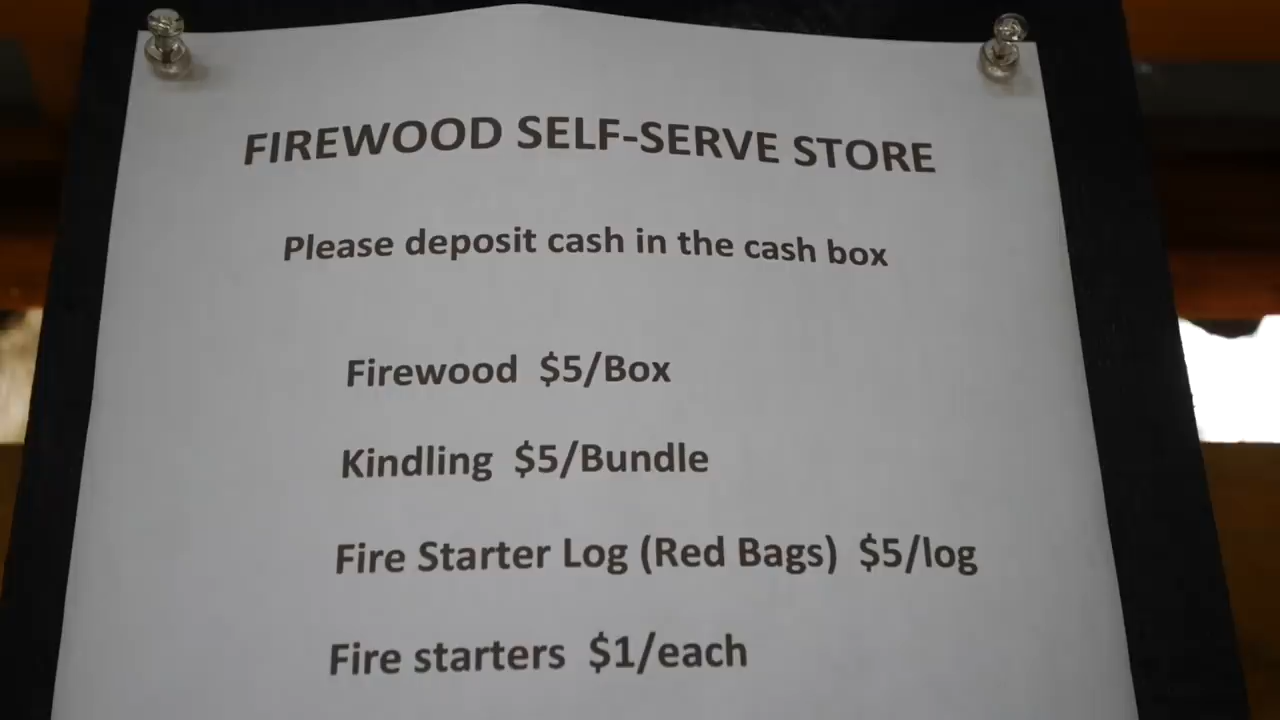 FIREWOOD SELF-SERVE STORE
Please deposit cash in the cash box
Firewood $5/Box
Kindling $5/Bundle
Fire Starter Log (Red Bags) $5/log
Fire starters $1/each